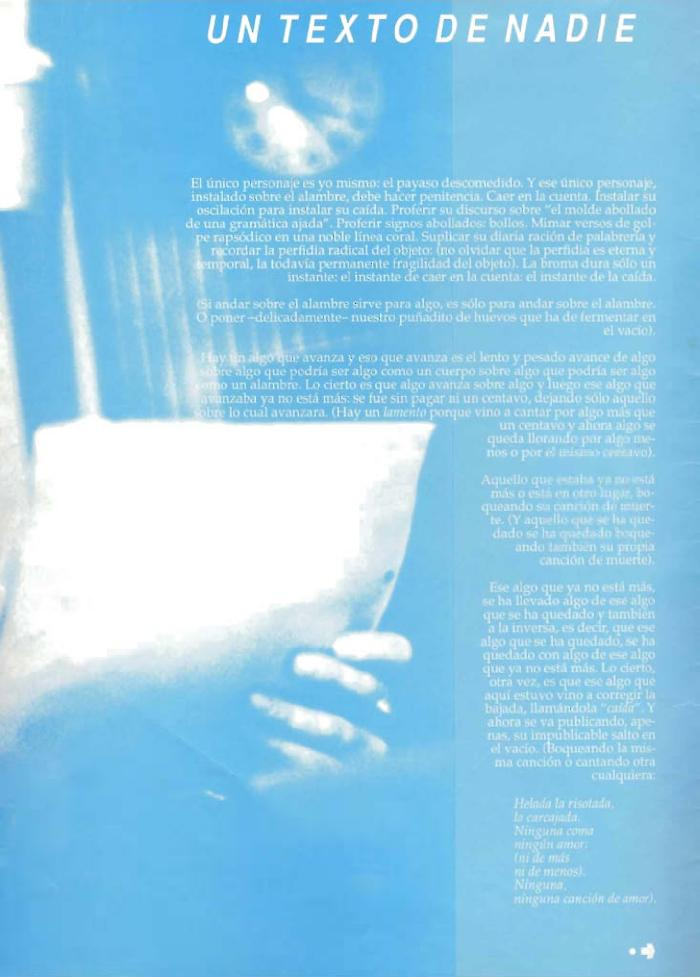 UN TEXTO DE NADIE
El único personaje es yo mismo: el payaso descomedido. Y ese único personaje,
instalado sobre el alambre, debe hacer penitencia. Caer en la cuenta. Instalar su
oscilación para instalar su caída. Proferir su discurso sobre "el molde abollado
de una gramática ajada". Proferir signos abollados: bollos. Mimar versos de gol-
pe rapsódico en una noble línea coral. Suplicar su diaria ración de palabrería y
recordar la perfidia radical del objeto: (no olvidar que la perfidia es eterna y
temporal, la todavía permanente fragilidad del objeto). La broma dura sólo un
instante: el instante de caer en la cuenta: el instante de la caída.
(Si andar sobre el alambre sirve para algo, es sólo para andar sobre el alambre.
O poner –delicadamente– nuestro puñadito de huevos que ha de fermentar en
el vacío).
Hay un algo que avanza y eso que avanza es el lento y pesado avance de algo
sobre algo que podría ser algo como un cuerpo sobre algo que podría ser algo
como un alambre. Lo cierto es que algo avanza sobre algo y luego ese algo que
avanzaba ya no está más: se fue sin pagar ni un centavo, dejando sólo aquello
sobre lo cual avanzara. (Hay un lamento porque vino a cantar por algo más que
un centavo y ahora algo se
queda llorando por algo me-
nos o por el mismo centavo).
Aquello que estaba ya no está
más o está en otro lugar, bo-
queando su canción de muer-
te. (Y aquello que se ha que-
dado se ha quedado boque-
ando también su propia
canción de muerte).
Ese algo que ya no está más,
se ha llevado algo de ese algo
que se ha quedado y también
a la inversa, es decir, que ese
algo que se ha quedado, se ha
quedado con algo de ese algo
que ya no está más. Lo cierto,
otra vez, es que ese algo que
aquí estuvo vino a corregir la
bajada, llamándola "caída". Y
ahora se va publicando, ape-
nas, su impublicable salto en
el vacío. (Boqueando la mis-
ma canción o cantando otra
cualquiera:
Helada la risotada,
la carcajada.
Ninguna coma
ningún amor:
(ni de más
ni de menos).
Ninguna,
ninguna canción de amor).